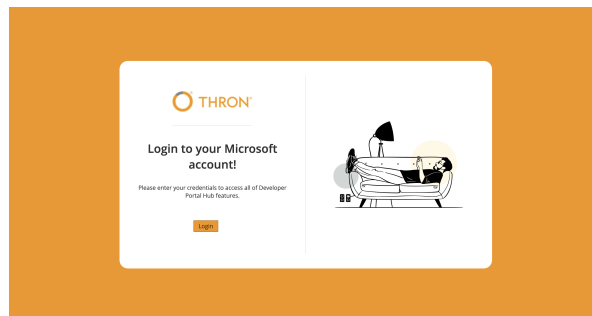 THRON
Login to your Microsoft
account!
Please enter your credentials to access all of Developer
Portal Hub features.
Login